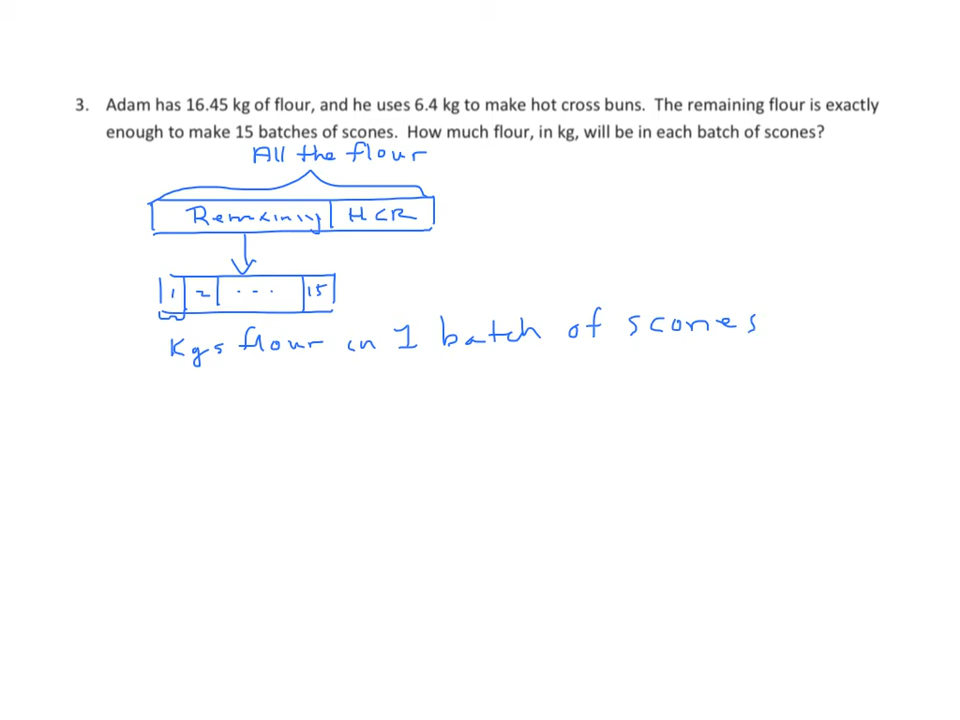 3. Adam has 16.45 kg of flour, and he uses 6.4 kg to make hot cross buns. The remaining flour is exactly
enough to make 15 batches of scones. How much flour, in kg, will be in each batch of scones?
All the flour
Remaining HCR
1 2 ... 15
Kgs flour in 1 batch of scones